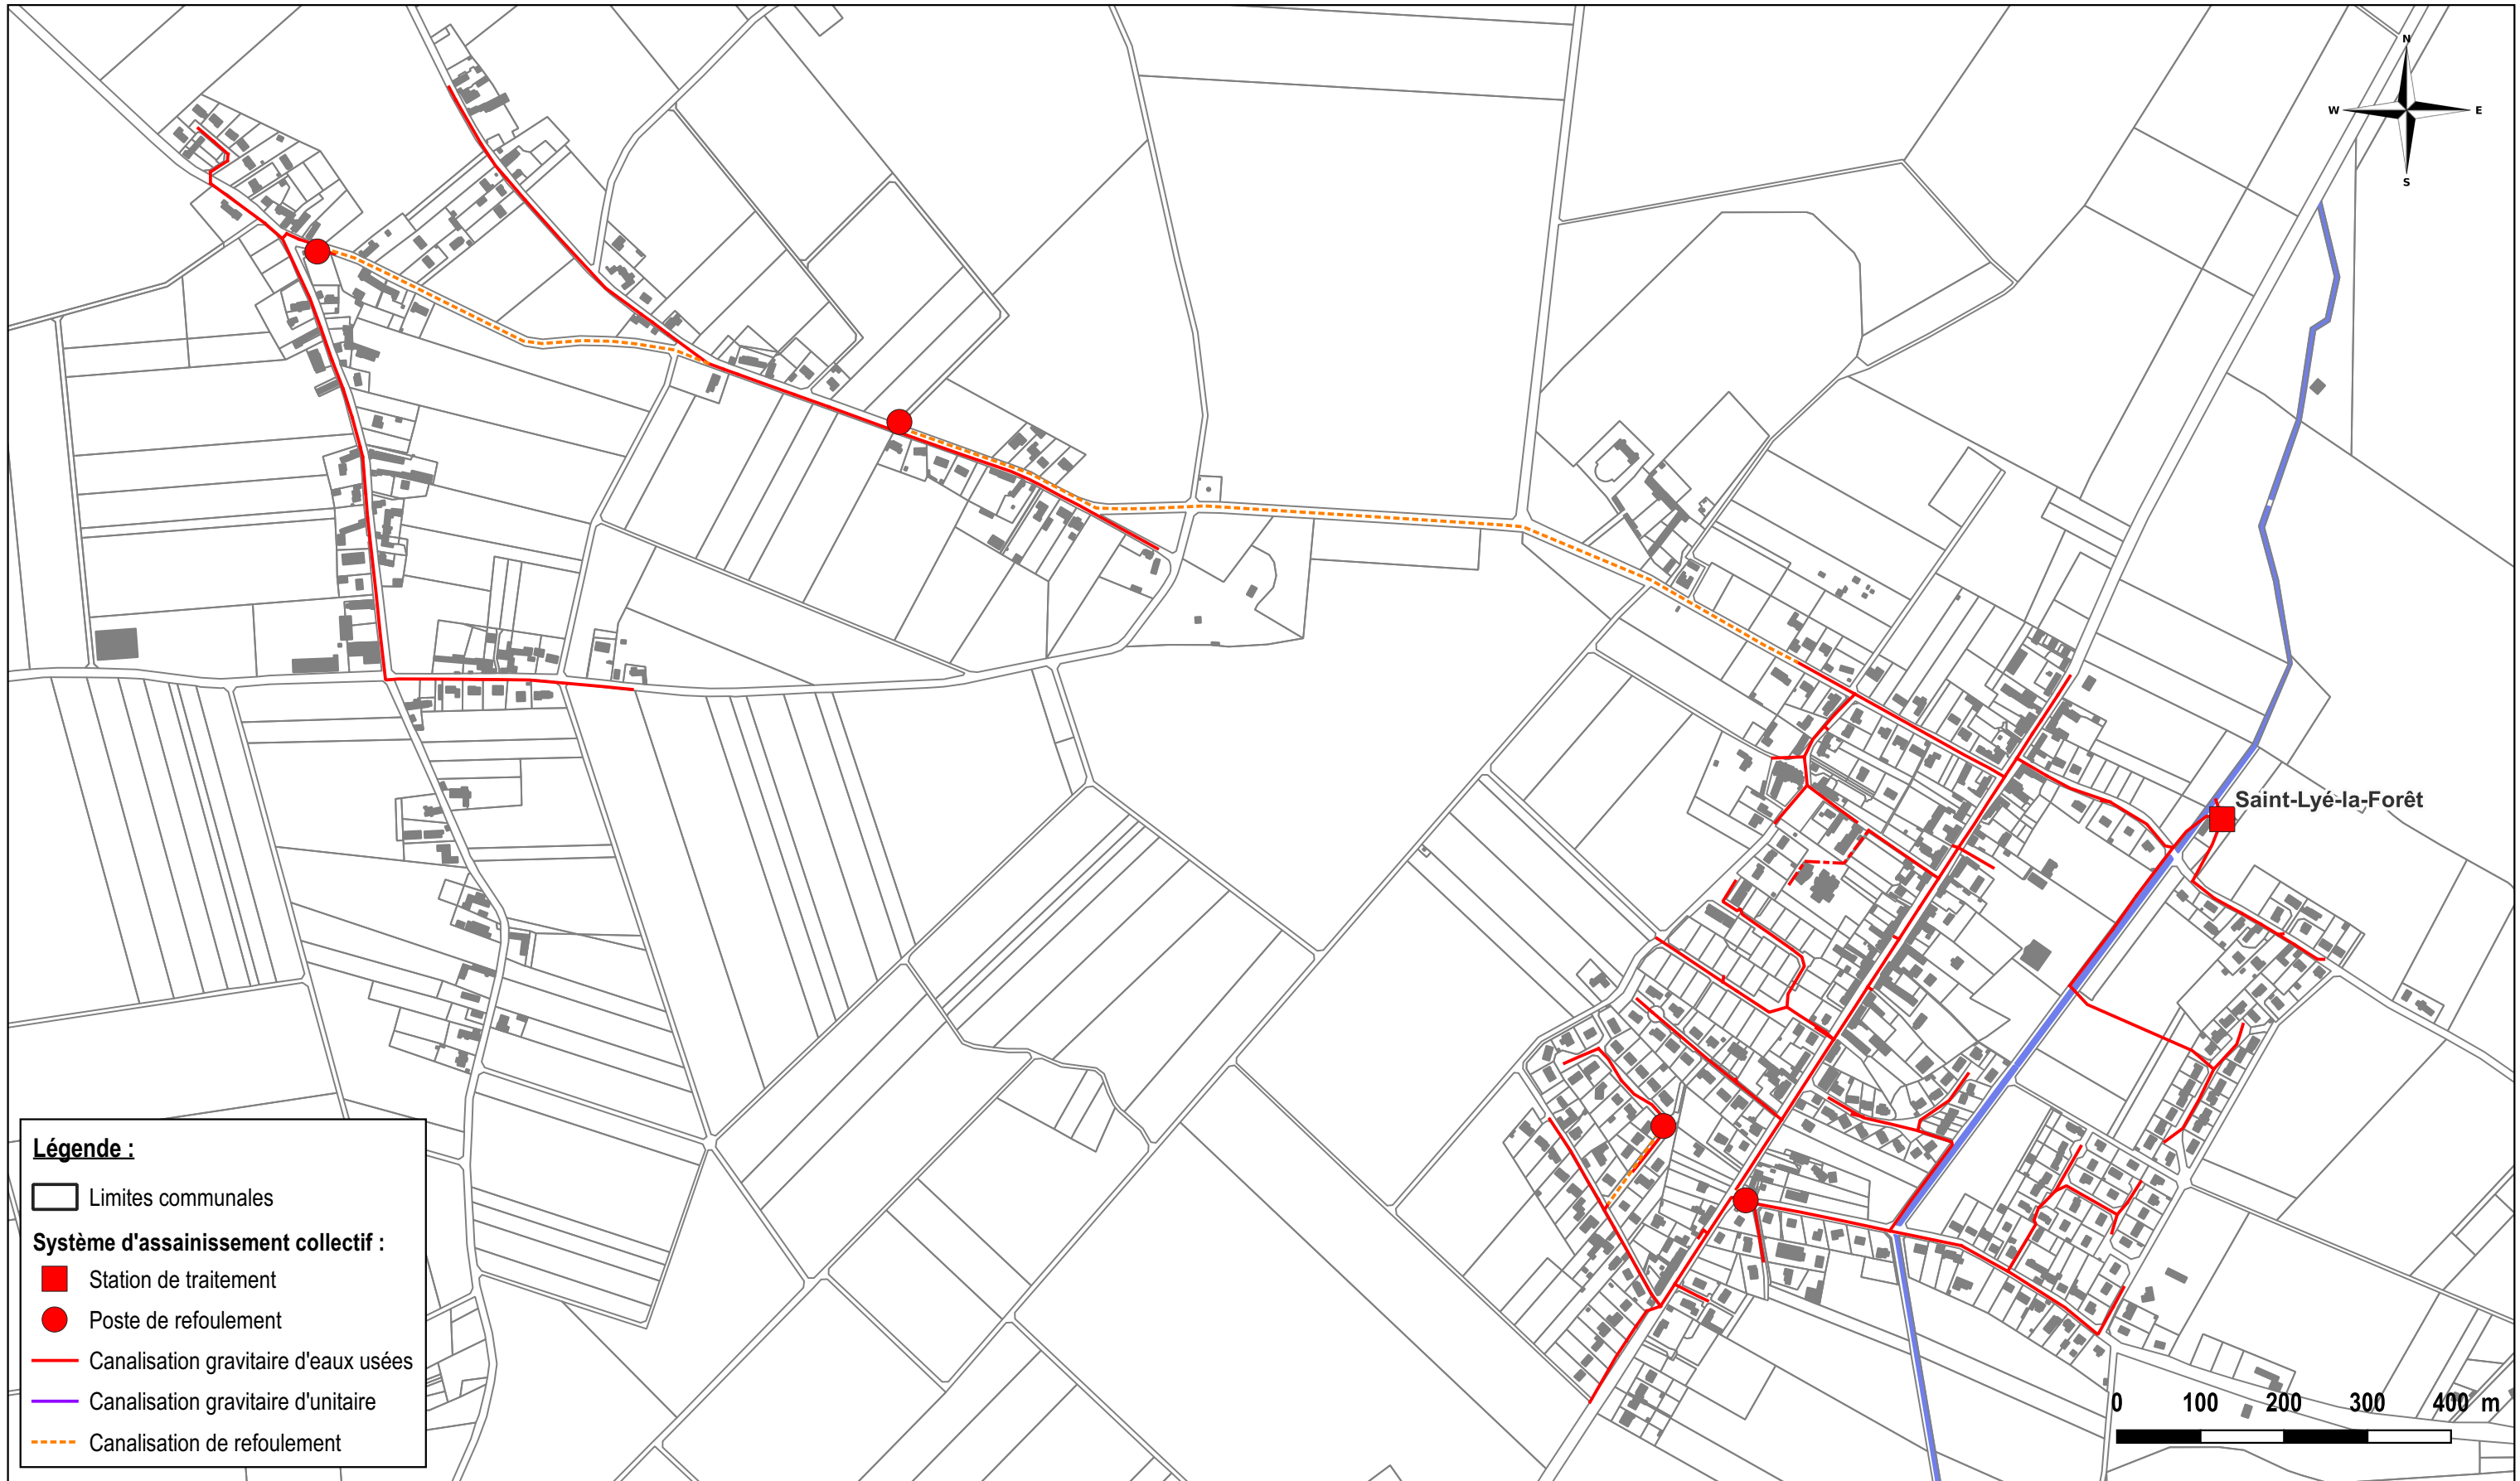 N
W E
S
Saint-Lyé-la-Forêt
Légende :
Limites communales
Système d'assainissement collectif :
Station de traitement
Poste de refoulement
Canalisation gravitaire d'eaux usées
Canalisation gravitaire d'unitaire
Canalisation de refoulement
0 100 200 300 400 m